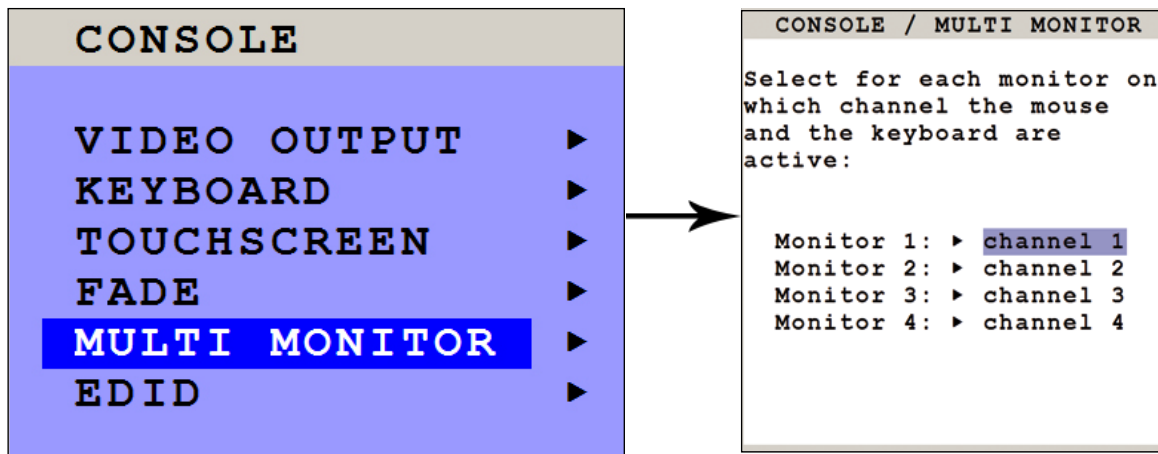 CONSOLE
VIDEO OUTPUT ►
KEYBOARD ►
TOUCHSCREEN ►
FADE ►
MULTI MONITOR ►
EDID ►
CONSOLE / MULTI MONITOR
Select for each monitor on
which channel the mouse
and the keyboard are
active:
Monitor 1: ► channel 1
Monitor 2: ► channel 2
Monitor 3: ► channel 3
Monitor 4: ► channel 4